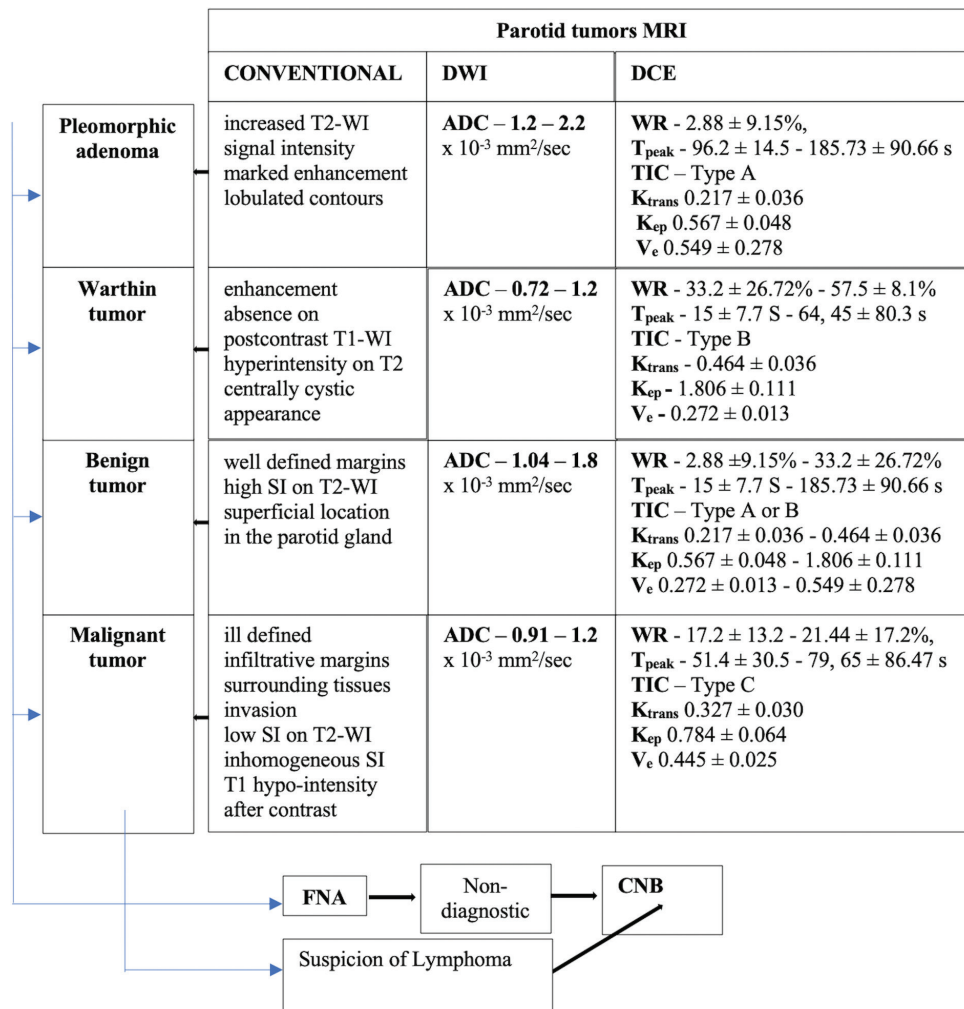 Parotid tumors MRI
CONVENTIONAL
DWI
DCE
Pleomorphic
adenoma
increased T2-WI
signal intensity
marked enhancement
lobulated contours
ADC – 1.2 – 2.2
x 10-3 mm2/sec
WR - 2.88 ± 9.15%,
Tpeak - 96.2 ± 14.5 - 185.73 ± 90.66 s
TIC – Type A
Ktrans 0.217 ± 0.036
Kep 0.567 ± 0.048
Ve 0.549 ± 0.278
Warthin
tumor
enhancement
absence on
postcontrast T1-WI
hyperintensity on T2
centrally cystic
appearance
ADC – 0.72 – 1.2
x 10-3 mm2/sec
WR - 33.2 ± 26.72% - 57.5 ± 8.1%
Tpeak - 15 ± 7.7 S - 64, 45 ± 80.3 s
TIC - Type B
Ktrans - 0.464 ± 0.036
Kep - 1.806 ± 0.111
Ve - 0.272 ± 0.013
Benign
tumor
well defined margins
high SI on T2-WI
superficial location
in the parotid gland
ADC – 1.04 – 1.8
x 10-3 mm2/sec
WR - 2.88 ±9.15% - 33.2 ± 26.72%
Tpeak - 15 ± 7.7 S - 185.73 ± 90.66 s
TIC – Type A or B
Ktrans 0.217 ± 0.036 - 0.464 ± 0.036
Kep 0.567 ± 0.048 - 1.806 ± 0.111
Ve 0.272 ± 0.013 - 0.549 ± 0.278
Malignant
tumor
ill defined
infiltrative margins
surrounding tissues
invasion
low SI on T2-WI
inhomogeneous SI
T1 hypo-intensity
after contrast
ADC – 0.91 – 1.2
x 10-3 mm2/sec
WR - 17.2 ± 13.2 - 21.44 ± 17.2%,
Tpeak - 51.4 ± 30.5 - 79, 65 ± 86.47 s
TIC – Type C
Ktrans 0.327 ± 0.030
Kep 0.784 ± 0.064
Ve 0.445 ± 0.025
FNA
Non-
diagnostic
CNB
Suspicion of Lymphoma